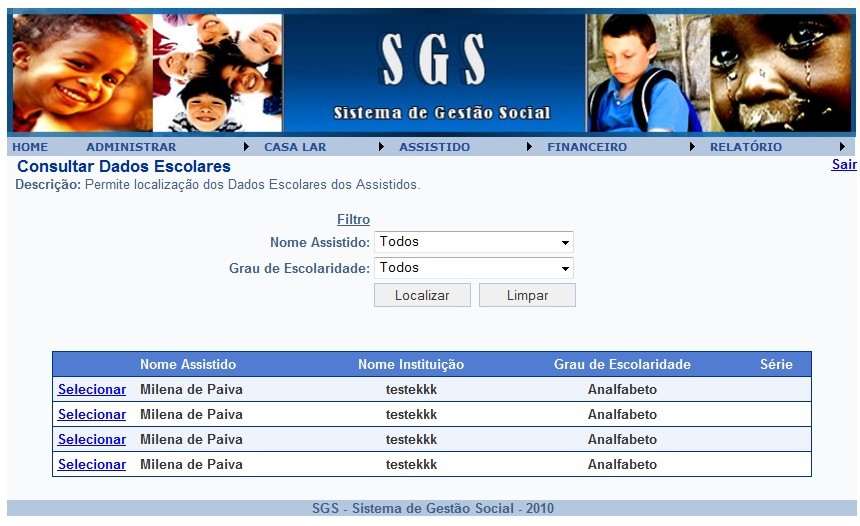 SGS
Sistema de Gestão Social
HOME ADMINISTRAR CASA LAR ASSISTIDO FINANCEIRO RELATÓRIO
Consultar Dados Escolares Sair
Descrição: Permite localização dos Dados Escolares dos Assistidos.
Filtro
Nome Assistido: Todos
Grau de Escolaridade: Todos
Localizar Limpar
Nome Assistido Nome Instituição Grau de Escolaridade Série
Selecionar Milena de Paiva testekkk Analfabeto
Selecionar Milena de Paiva testekkk Analfabeto
Selecionar Milena de Paiva testekkk Analfabeto
Selecionar Milena de Paiva testekkk Analfabeto
SGS - Sistema de Gestão Social - 2010